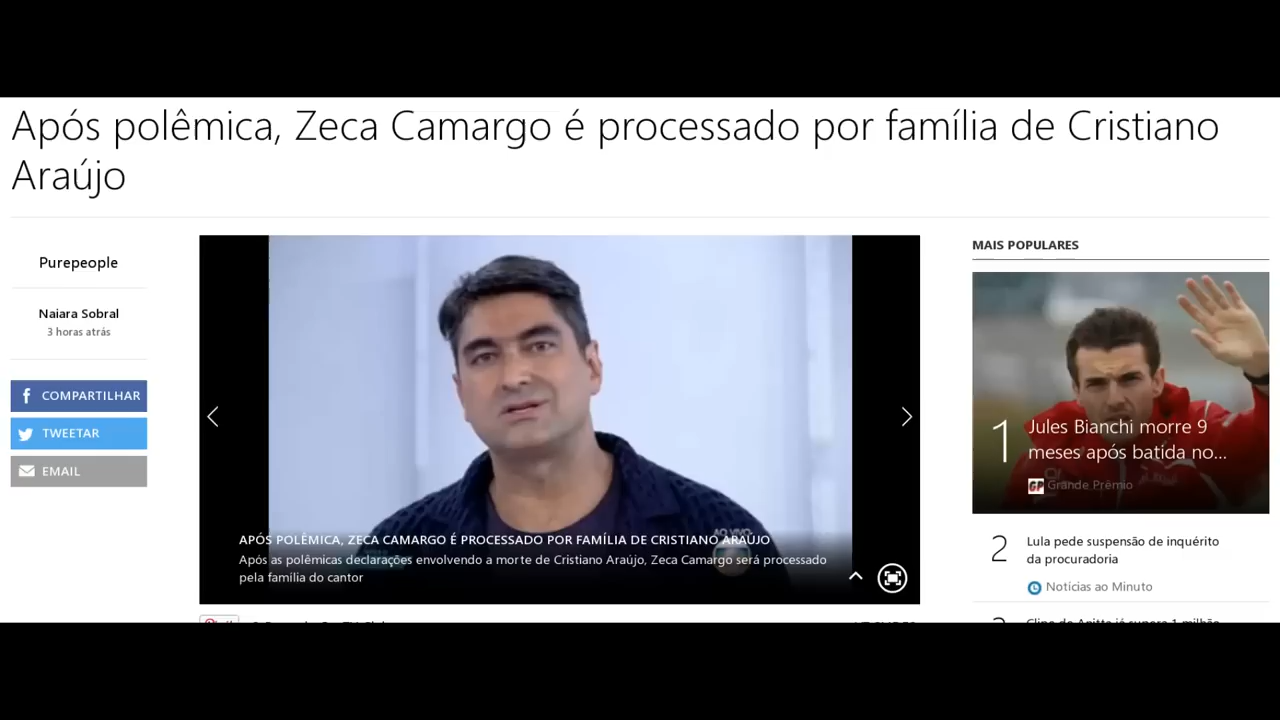 Após polêmica, Zeca Camargo é processado por família de Cristiano
Araújo
Purepeople
Naiara Sobral
3 horas atrás
COMPARTILHAR
TWEETAR
EMAIL
APÓS POLÊMICA, ZECA CAMARGO É PROCESSADO POR FAMÍLIA DE CRISTIANO ARAÚJO
Após as polêmicas declarações envolvendo a morte de Cristiano Araújo, Zeca Camargo será processado
pela família do cantor
AO VIVO
MAIS POPULARES
1
Jules Bianchi morre 9
meses após batida no...
GP Grande Prêmio
2
Lula pede suspensão de inquérito
da procuradoria
Notícias ao Minuto